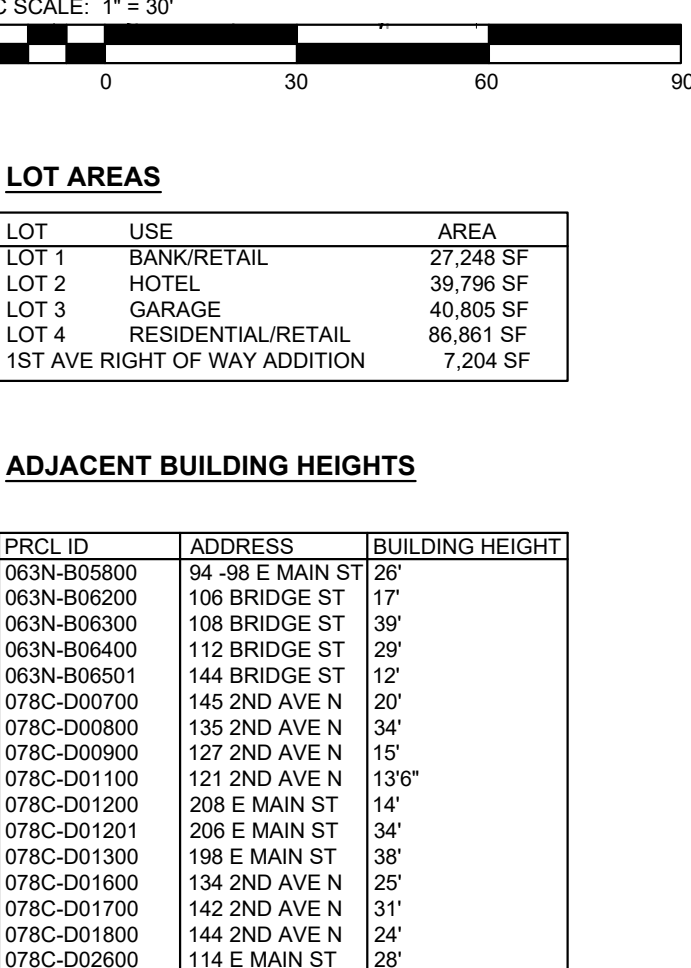 C SCALE: 1" = 30'
0 30 60 90
LOT AREAS
LOT USE AREA
LOT 1 BANK/RETAIL 27,248 SF
LOT 2 HOTEL 39,796 SF
LOT 3 GARAGE 40,805 SF
LOT 4 RESIDENTIAL/RETAIL 86,861 SF
1ST AVE RIGHT OF WAY ADDITION 7,204 SF
ADJACENT BUILDING HEIGHTS
PRCL ID ADDRESS BUILDING HEIGHT
063N-B05800 94 -98 E MAIN ST 26'
063N-B06200 106 BRIDGE ST 17'
063N-B06300 108 BRIDGE ST 39'
063N-B06400 112 BRIDGE ST 29'
063N-B06501 144 BRIDGE ST 12'
078C-D00700 145 2ND AVE N 20'
078C-D00800 135 2ND AVE N 34'
078C-D00900 127 2ND AVE N 15'
078C-D01100 121 2ND AVE N 13'6"
078C-D01200 208 E MAIN ST 14'
078C-D01201 206 E MAIN ST 34'
078C-D01300 198 E MAIN ST 38'
078C-D01600 134 2ND AVE N 25'
078C-D01700 142 2ND AVE N 31'
078C-D01800 144 2ND AVE N 24'
078C-D02600 114 E MAIN ST 28'